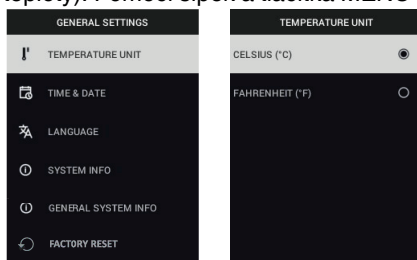 GENERAL SETTINGS
TEMPERATURE UNIT
TIME & DATE
LANGUAGE
SYSTEM INFO
GENERAL SYSTEM INFO
FACTORY RESET
TEMPERATURE UNIT
CELSIUS (°C)
FAHRENHEIT (°F)